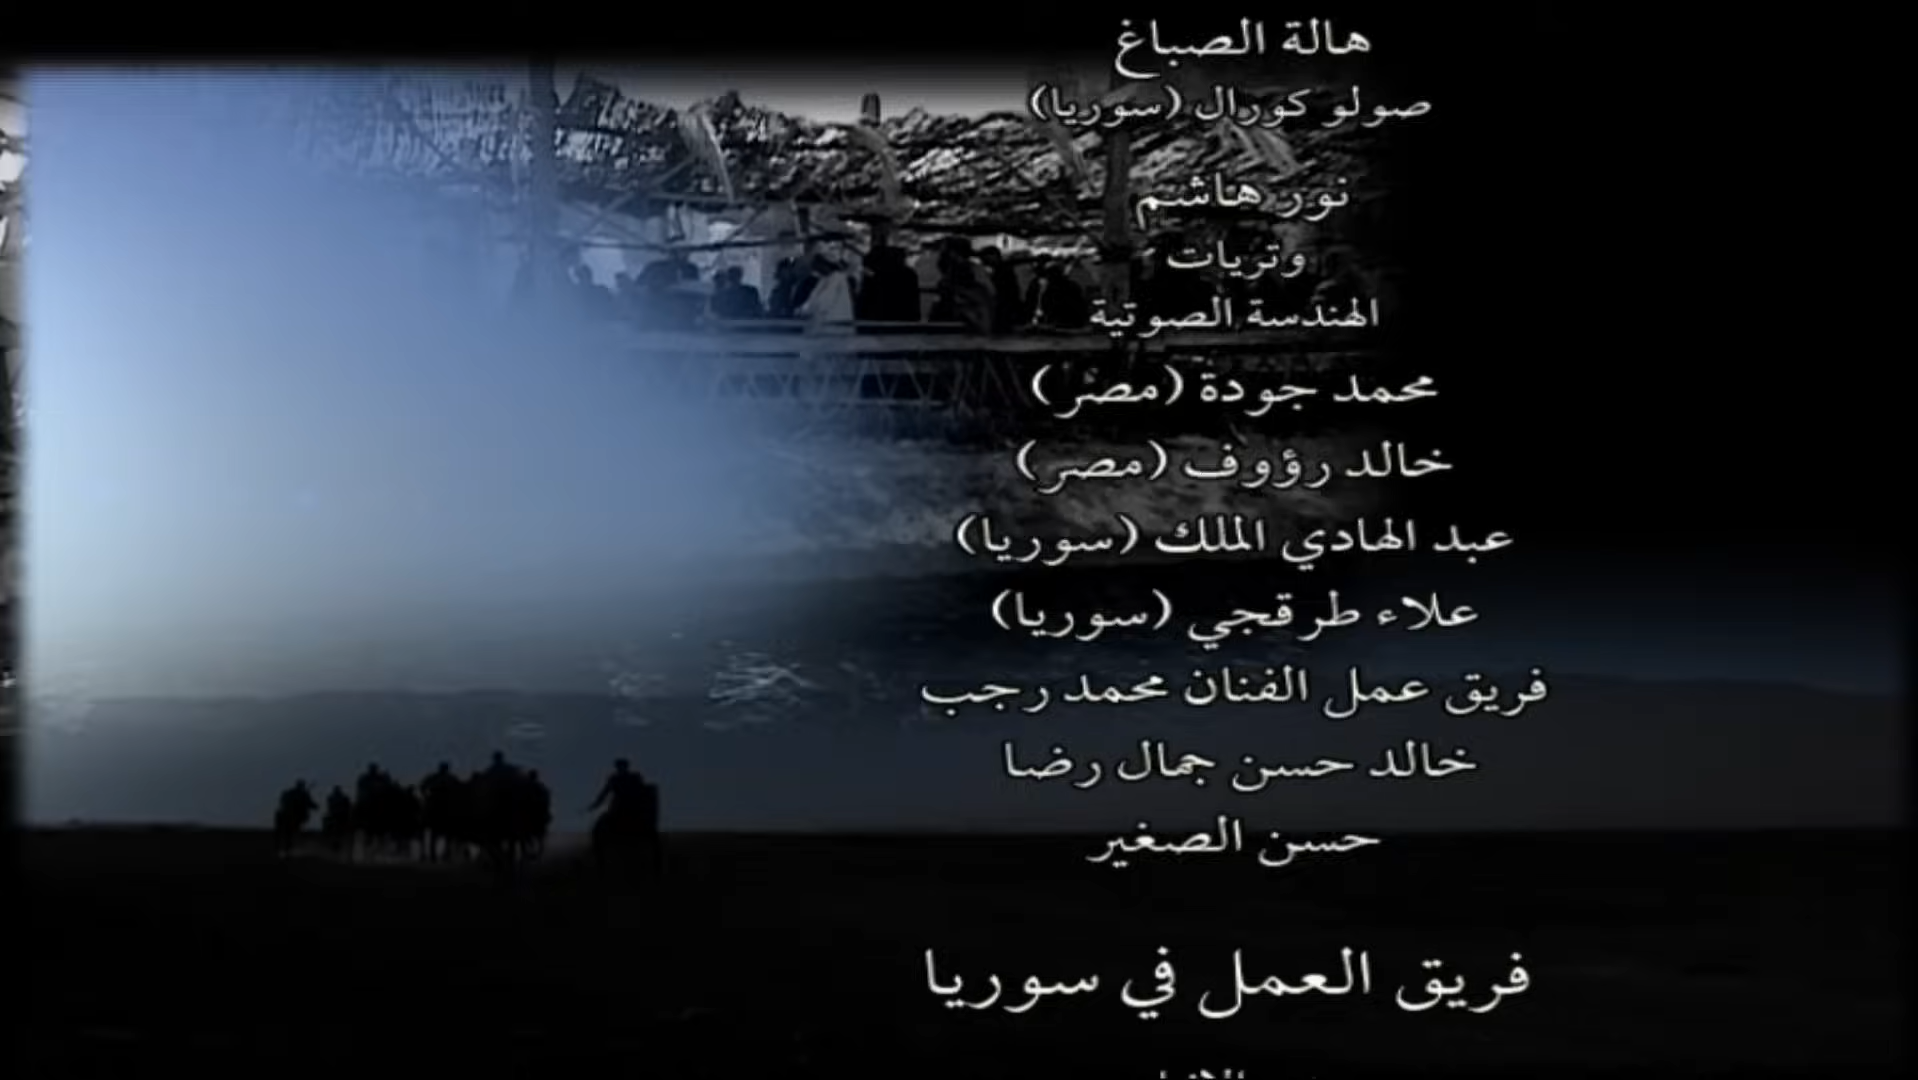 هالة الصباغ
صولو كورال (سوريا)
نور هاشم
وتريات
الهندسة الصوتية
محمد جودة (مصر)
خالد رؤوف (مصر)
عبد الهادي الملك (سوريا)
علاء طرقجي (سوريا)
فريق عمل الفنان محمد رجب
خالد حسن جمال رضا
حسن الصغير
فريق العمل في سوريا